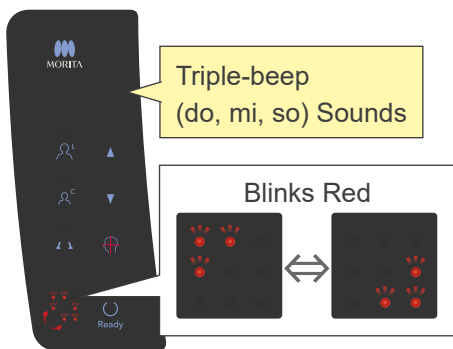 MORITA
Triple-beep
(do, mi, so) Sounds
L
C
Blinks Red
Ready